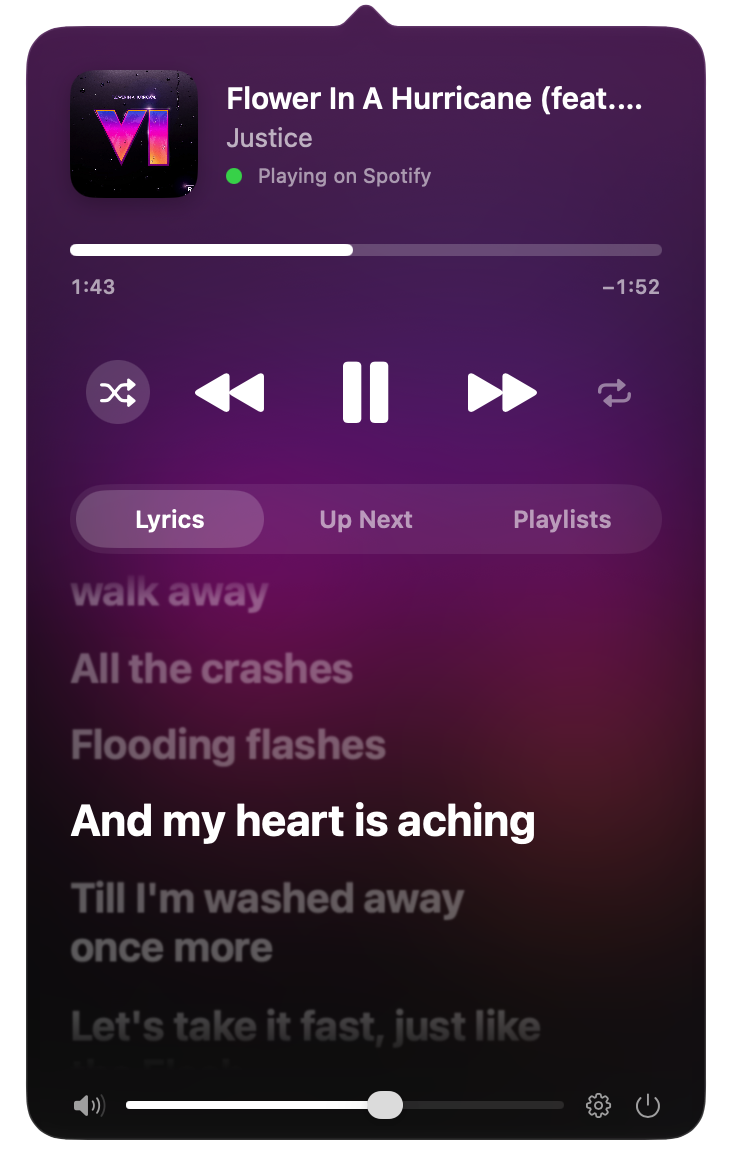 VI
Flower In A Hurricane (feat....
Justice
Playing on Spotify
1:43
−1:52
Lyrics
Up Next
Playlists
walk away
All the crashes
Flooding flashes
And my heart is aching
Till I'm washed away
once more
Let's take it fast, just like